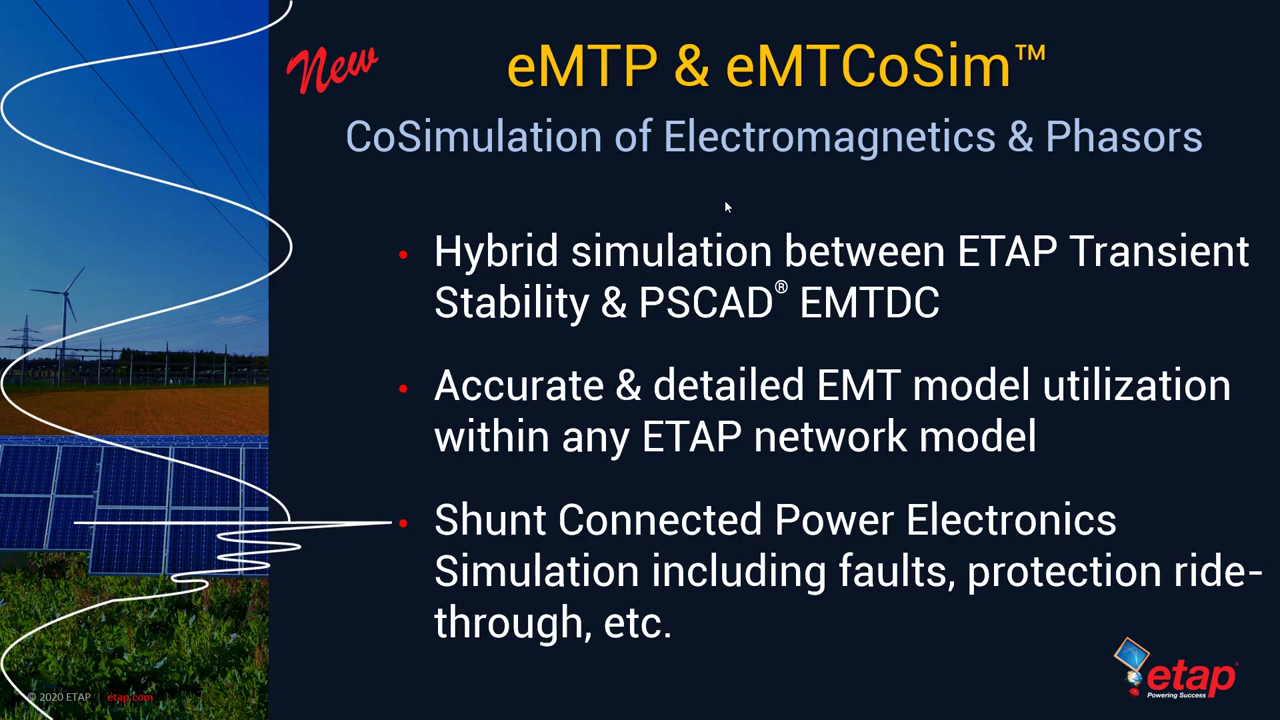 New
eMTP & eMTCoSim™
CoSimulation of Electromagnetics & Phasors
• Hybrid simulation between ETAP Transient
Stability & PSCAD® EMTDC
• Accurate & detailed EMT model utilization
within any ETAP network model
• Shunt Connected Power Electronics
Simulation including faults, protection ride-
through, etc.
© 2020 ETAP | etap.com
etap®
Powering Success™